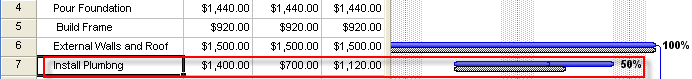 4 Pour Foundation $1,440.00 $1,440.00 $1,440.00
5 Build Frame $920.00 $920.00 $920.00
6 External Walls and Roof $1,500.00 $1,500.00 $1,500.00 100%
7 Install Plumbng $1,400.00 $700.00 $1,120.00 50%